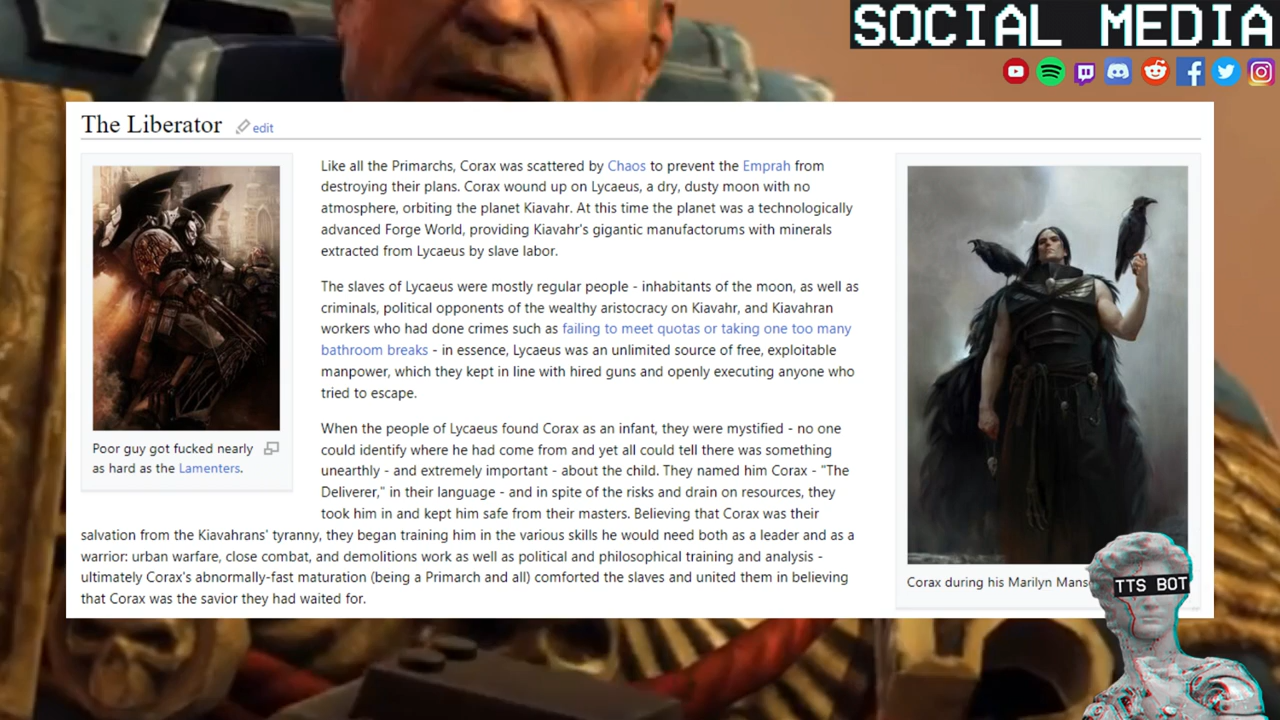 SOCIAL MEDIA
The Liberator edit
Like all the Primarchs, Corax was scattered by Chaos to prevent the Emprah from
destroying their plans. Corax wound up on Lycaeus, a dry, dusty moon with no
atmosphere, orbiting the planet Kiavahr. At this time the planet was a technologically
advanced Forge World, providing Kiavahr's gigantic manufactorums with minerals
extracted from Lycaeus by slave labor.
The slaves of Lycaeus were mostly regular people - inhabitants of the moon, as well as
criminals, political opponents of the wealthy aristocracy on Kiavahr, and Kiavahran
workers who had done crimes such as failing to meet quotas or taking one too many
bathroom breaks - in essence, Lycaeus was an unlimited source of free, exploitable
manpower, which they kept in line with hired guns and openly executing anyone who
tried to escape.
Poor guy got fucked nearly
as hard as the Lamenters.
When the people of Lycaeus found Corax as an infant, they were mystified - no one
could identify where he had come from and yet all could tell there was something
unearthly - and extremely important - about the child. They named him Corax - "The
Deliverer," in their language - and in spite of the risks and drain on resources, they
took him in and kept him safe from their masters. Believing that Corax was their
salvation from the Kiavahrans' tyranny, they began training him in the various skills he would need both as a leader and as a
warrior: urban warfare, close combat, and demolitions work as well as political and philosophical training and analysis -
ultimately Corax's abnormally-fast maturation (being a Primarch and all) comforted the slaves and united them in believing
that Corax was the savior they had waited for.
Corax during his Marilyn
TTS BOT